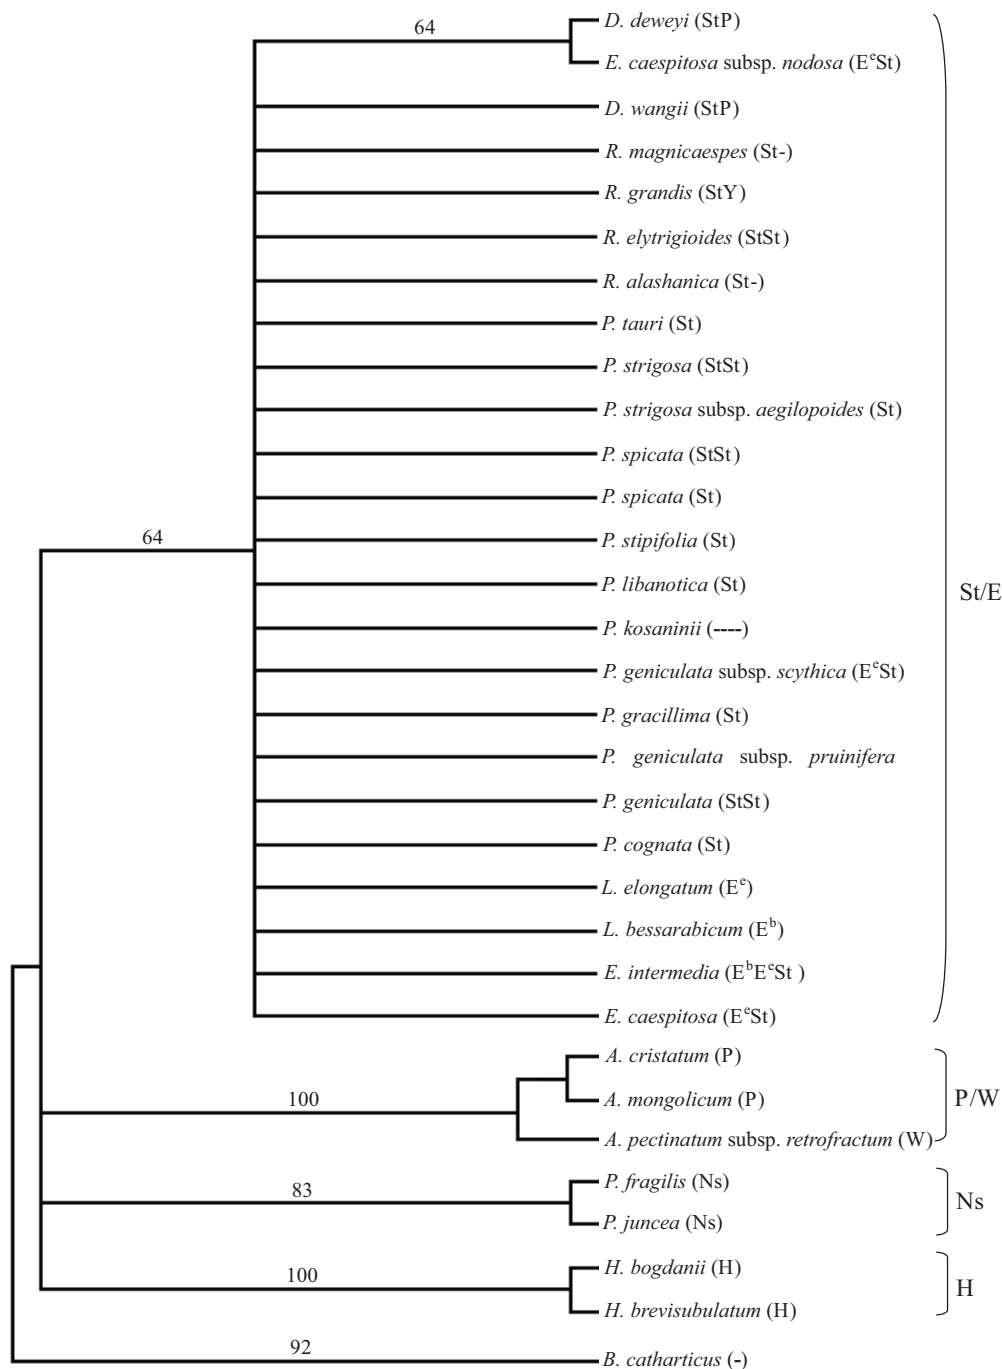 64
D. deweyi (StP)
E. caespitosa subsp. nodosa (EᵉSt)
D. wangii (StP)
R. magnicaespes (St-)
R. grandis (StY)
R. elytrigioides (StSt)
R. alashanica (St-)
P. tauri (St)
P. strigosa (StSt)
P. strigosa subsp. aegilopoides (St)
P. spicata (StSt)
P. spicata (St)
64
P. stipifolia (St)
P. libanotica (St)
St/E
P. kosaninii (----)
P. geniculata subsp. scythica (EᵉSt)
P. gracillima (St)
P. geniculata subsp. pruinifera
P. geniculata (StSt)
P. cognata (St)
L. elongatum (Eᵉ)
L. bessarabicum (Eᵇ)
E. intermedia (EᵇEᵉSt )
E. caespitosa (EᵉSt)
A. cristatum (P)
100
A. mongolicum (P)
P/W
A. pectinatum subsp. retrofractum (W)
P. fragilis (Ns)
83
Ns
P. juncea (Ns)
H. bogdanii (H)
100
H
H. brevisubulatum (H)
92
B. catharticus (-)